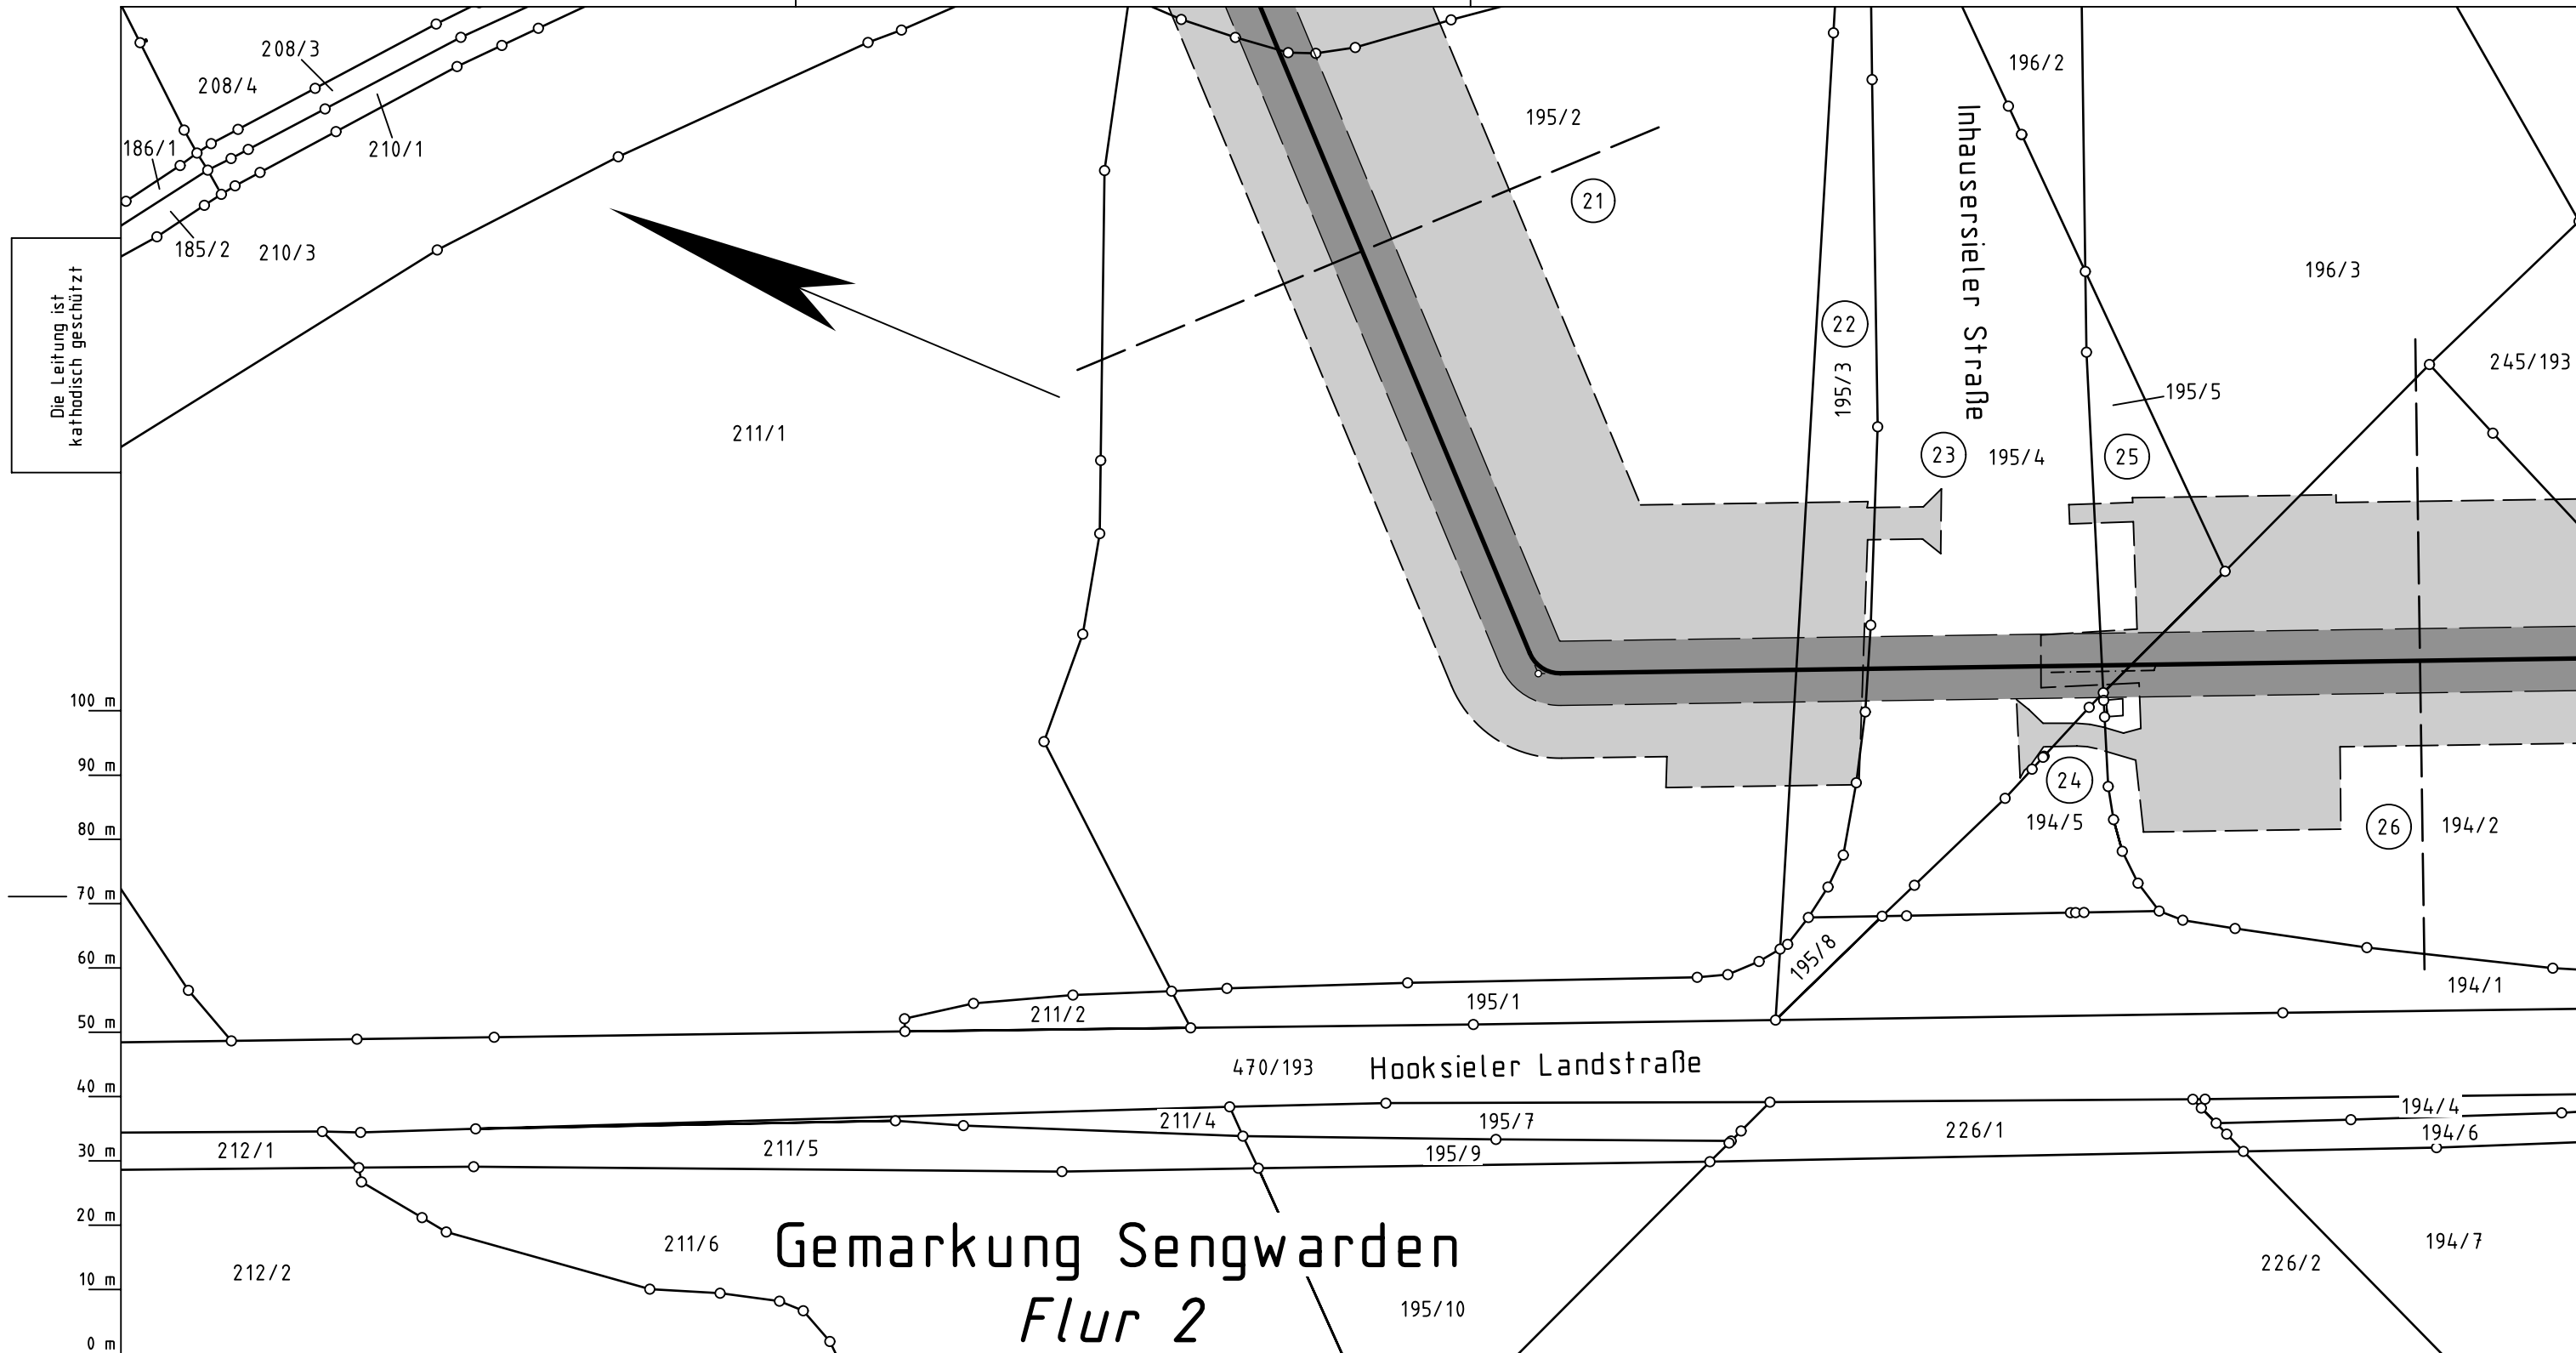 208/3
208/4
186/1
210/1
185/2
210/3
Die Leitung ist
kathodisch geschützt
211/1
195/2
21
22
195/3
Inhausersieler Straße
196/2
196/3
245/193
195/5
23
195/4
25
24
194/5
26
194/2
100 m
90 m
80 m
70 m
60 m
50 m
40 m
30 m
20 m
10 m
0 m
195/8
211/2
195/1
194/1
470/193
Hooksieler Landstraße
212/1
211/5
211/4
195/7
195/9
226/1
194/4
194/6
212/2
211/6
Gemarkung Sengwarden
Flur 2
195/10
226/2
194/7